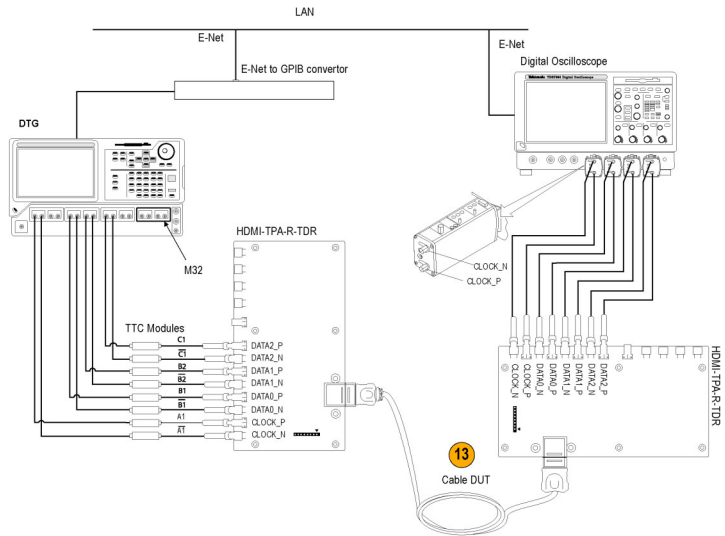 LAN
E-Net
E-Net
E-Net to GPIB convertor
Digital Oscilloscope
DTG
HDMI-TPA-R-TDR
M32
CLOCK_N
CLOCK_P
TTC Modules
C1
DATA2_P
C1
DATA2_N
B2
DATA1_P
B2
DATA1_N
B1
DATA0_P
B1
DATA0_N
A1
CLOCK_P
A1
CLOCK_N
CLOCK_N
CLOCK_P
DATA0_N
DATA0_P
DATA1_N
DATA1_P
DATA2_N
DATA2_P
HDMI-TPA-R-TDR
13
Cable DUT